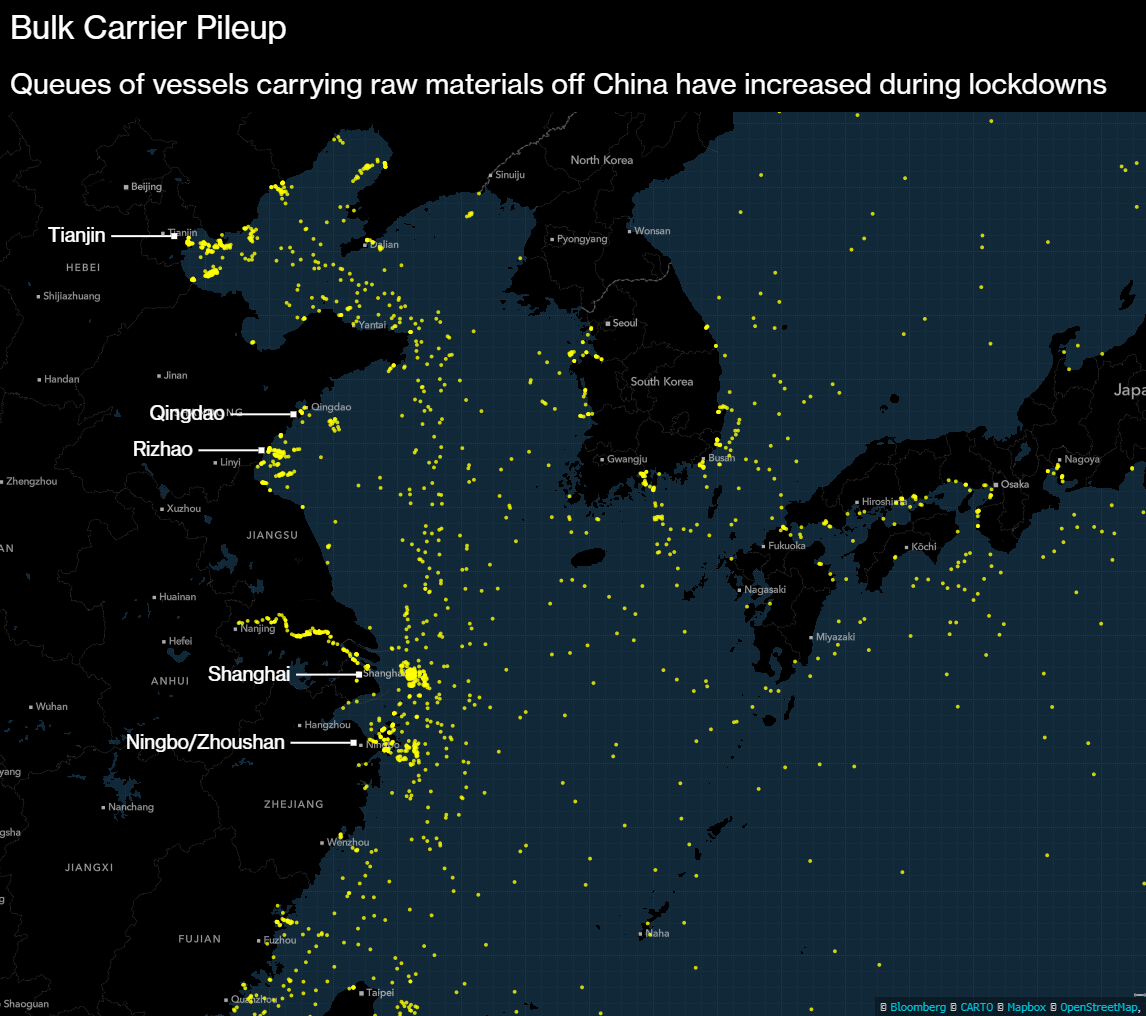 Bulk Carrier Pileup
Queues of vessels carrying raw materials off China have increased during lockdowns
North Korea
Sinuiju
Beijing
Wonsan
Tianjin
Tianjin
Pyongyang
Dalian
HEBEI
Shijiazhuang
Seoul
Yantai
Handan
Jinan
South Korea
Japa
Qingdao
Qingdao
Rizhao
Linyi
Gwangju
Busan
Nagoya
Zhengzhou
Osaka
Xuzhou
Hiroshima
JIANGSU
AN
Fukuoka
Kōchi
Huainan
Nagasaki
Nanjing
Hefei
Miyazaki
Shanghai
Shanghai
ANHUI
Wuhan
Hangzhou
Ningbo/Zhoushan
Ningbo
yang
Nanchang
ZHEJIANG
gsha
Wenzhou
JIANGXI
g
Naha
FUJIAN
Fuzhou
Taipei
Quanzhou
Shaoguan
© Bloomberg © CARTO © Mapbox © OpenStreetMap,